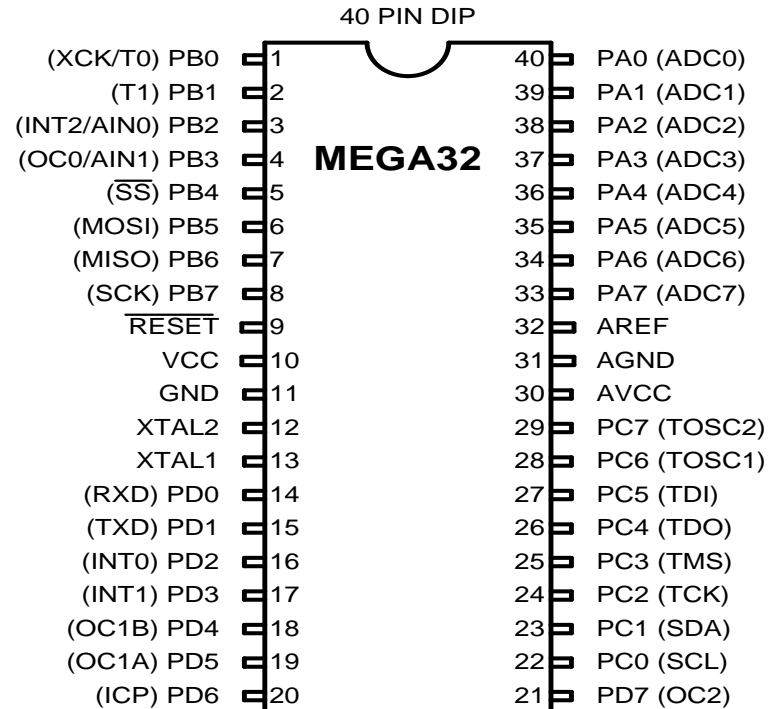 40 PIN DIP
(XCK/T0) PB0 1 40 PA0 (ADC0)
(T1) PB1 2 39 PA1 (ADC1)
(INT2/AIN0) PB2 3 38 PA2 (ADC2)
(OC0/AIN1) PB3 4 MEGA32 37 PA3 (ADC3)
(SS) PB4 5 36 PA4 (ADC4)
(MOSI) PB5 6 35 PA5 (ADC5)
(MISO) PB6 7 34 PA6 (ADC6)
(SCK) PB7 8 33 PA7 (ADC7)
RESET 9 32 AREF
VCC 10 31 AGND
GND 11 30 AVCC
XTAL2 12 29 PC7 (TOSC2)
XTAL1 13 28 PC6 (TOSC1)
(RXD) PD0 14 27 PC5 (TDI)
(TXD) PD1 15 26 PC4 (TDO)
(INT0) PD2 16 25 PC3 (TMS)
(INT1) PD3 17 24 PC2 (TCK)
(OC1B) PD4 18 23 PC1 (SDA)
(OC1A) PD5 19 22 PC0 (SCL)
(ICP) PD6 20 21 PD7 (OC2)